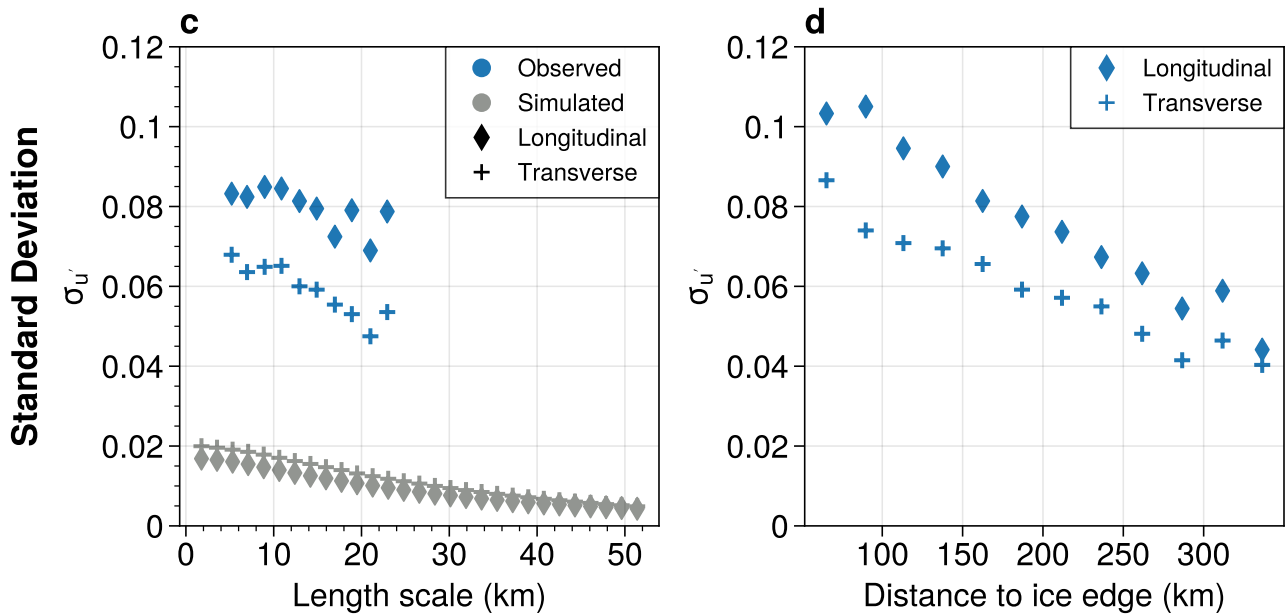 c
Standard Deviation
σu′
0.12
0.1
0.08
0.06
0.04
0.02
0
Observed
Simulated
Longitudinal
Transverse
0 10 20 30 40 50
Length scale (km)
d
σu′
0.12
0.1
0.08
0.06
0.04
0.02
0
Longitudinal
Transverse
100 150 200 250 300
Distance to ice edge (km)